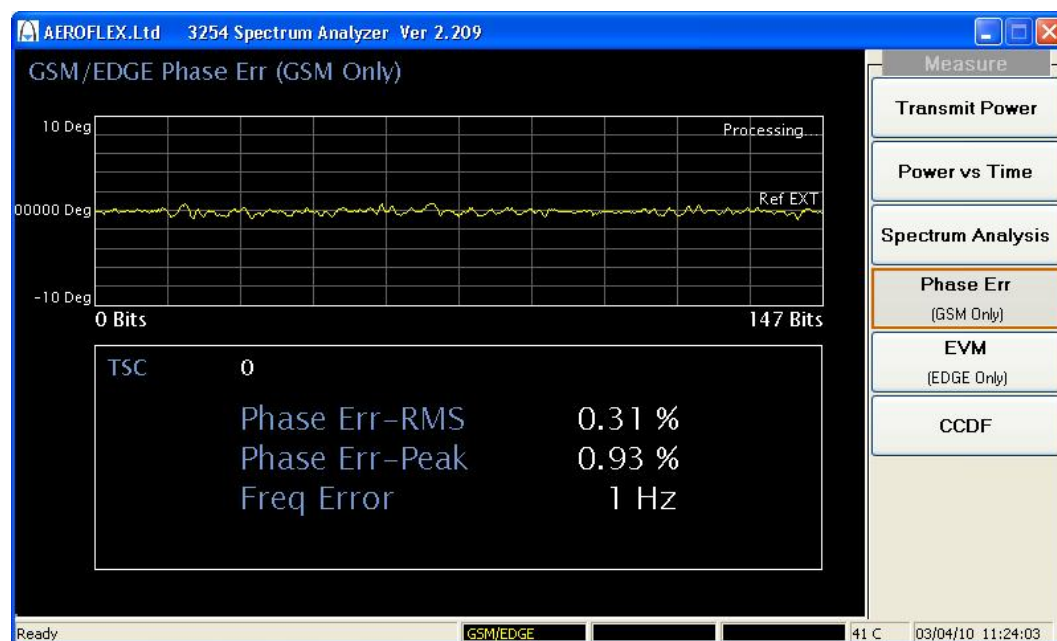 AEROFLEX.Ltd 3254 Spectrum Analyzer Ver 2.209
GSM/EDGE Phase Err (GSM Only)
10 Deg
Processing...
00000 Deg
Ref EXT
-10 Deg
0 Bits
147 Bits
TSC 0
Phase Err-RMS 0.31 %
Phase Err-Peak 0.93 %
Freq Error 1 Hz
Measure
Transmit Power
Power vs Time
Spectrum Analysis
Phase Err
(GSM Only)
EVM
(EDGE Only)
CCDF
Ready
GSM/EDGE
41 C
03/04/10 11:24:03